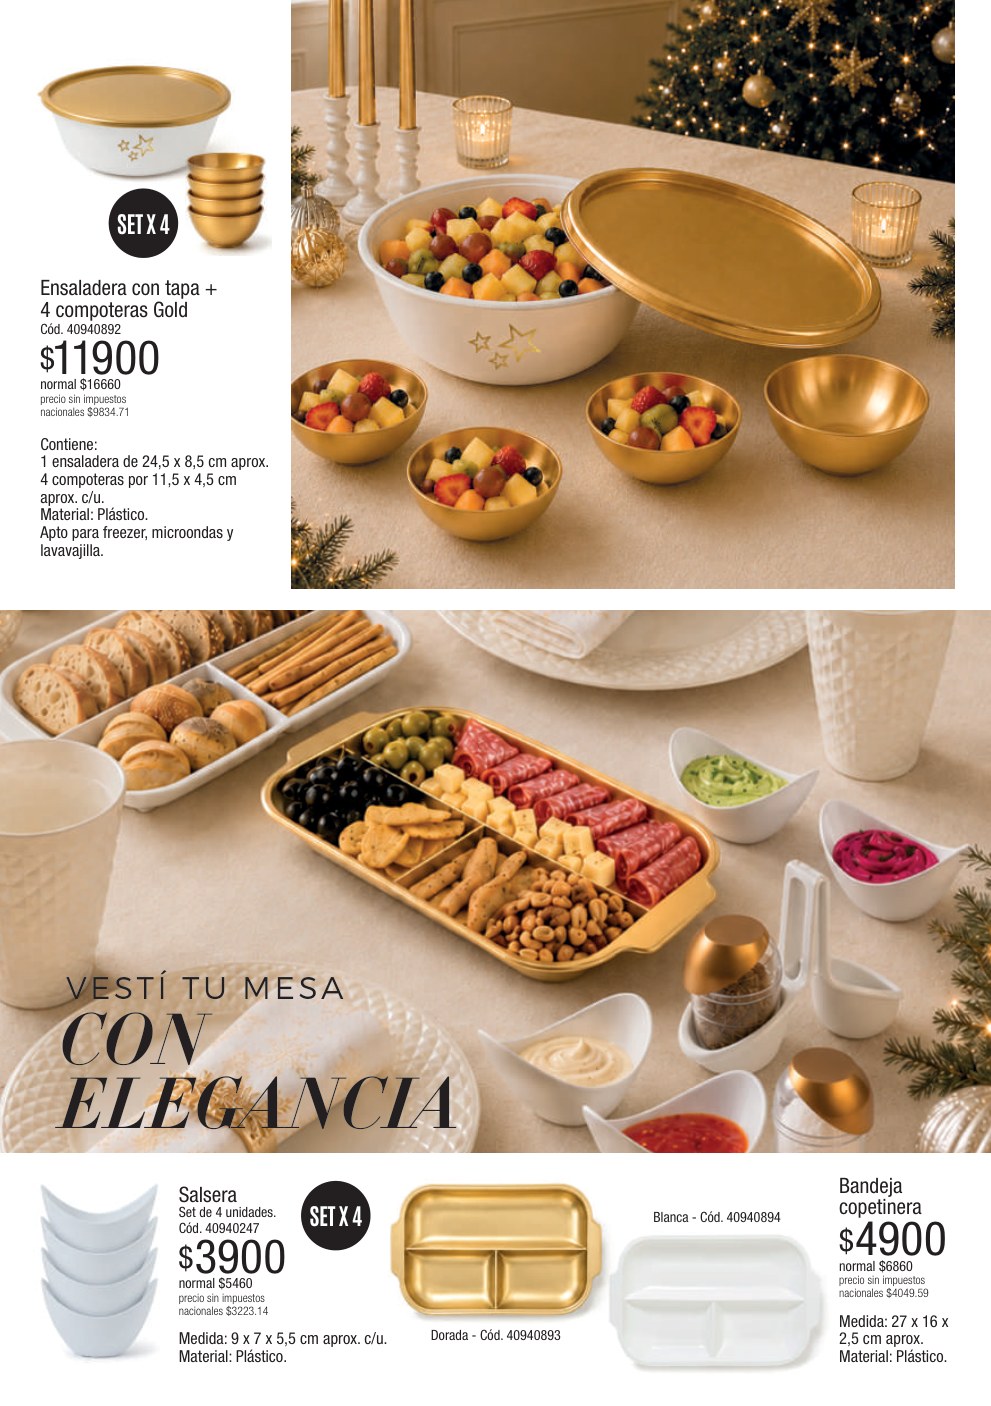 SET X 4
Ensaladera con tapa +
4 compoteras Gold
Cód. 40940892
$11900
normal $16660
precio sin impuestos
nacionales $9834.71
Contiene:
1 ensaladera de 24,5 x 8,5 cm aprox.
4 compoteras por 11,5 x 4,5 cm
aprox. c/u.
Material: Plástico.
Apto para freezer, microondas y
lavavajilla.
VESTÍ TU MESA
CON
ELEGANCIA
Salsera
Set de 4 unidades.
Cód. 40940247
$3900
normal $5460
precio sin impuestos
nacionales $3223.14
Medida: 9 x 7 x 5,5 cm aprox. c/u.
Material: Plástico.
SET X 4
Dorada - Cód. 40940893
Blanca - Cód. 40940894
Bandeja
copetinera
$4900
normal $6860
precio sin impuestos
nacionales $4049.59
Medida: 27 x 16 x
2,5 cm aprox.
Material: Plástico.